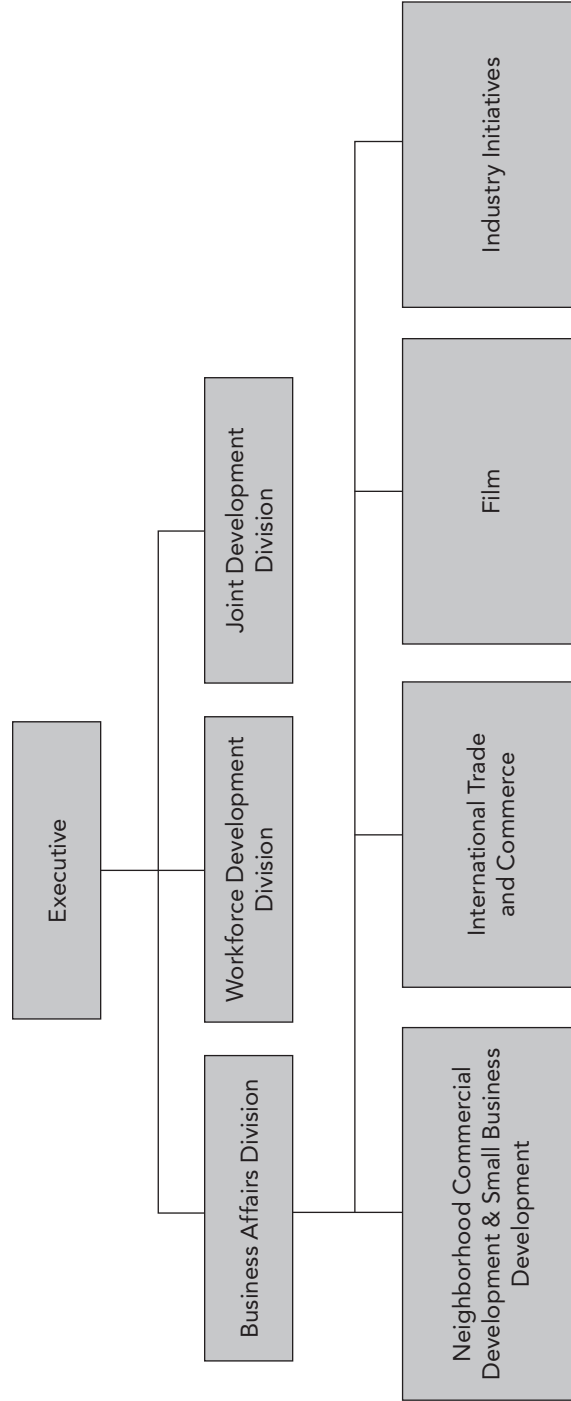 Executive
Business Affairs Division
Workforce Development
Division
Joint Development
Division
Neighborhood Commercial
Development & Small Business
Development
International Trade
and Commerce
Film
Industry Initiatives